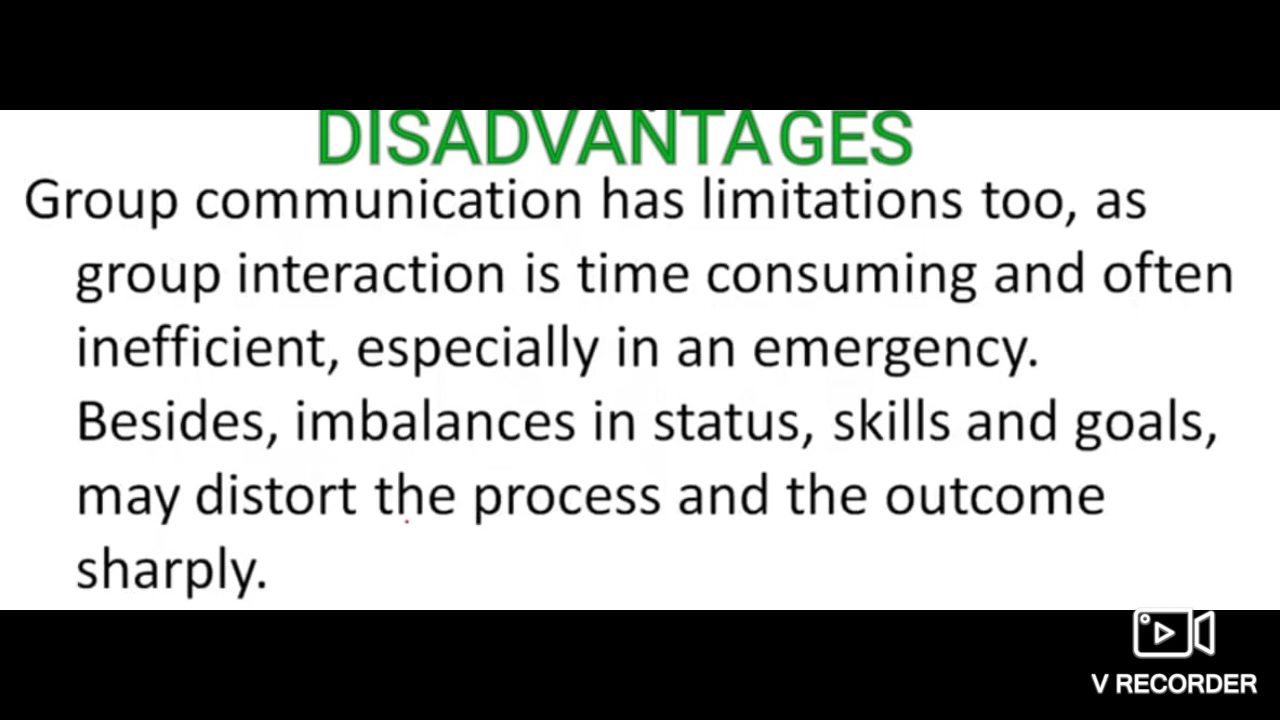 DISADVANTAGES
Group communication has limitations too, as
group interaction is time consuming and often
inefficient, especially in an emergency.
Besides, imbalances in status, skills and goals,
may distort the process and the outcome
sharply.
V RECORDER